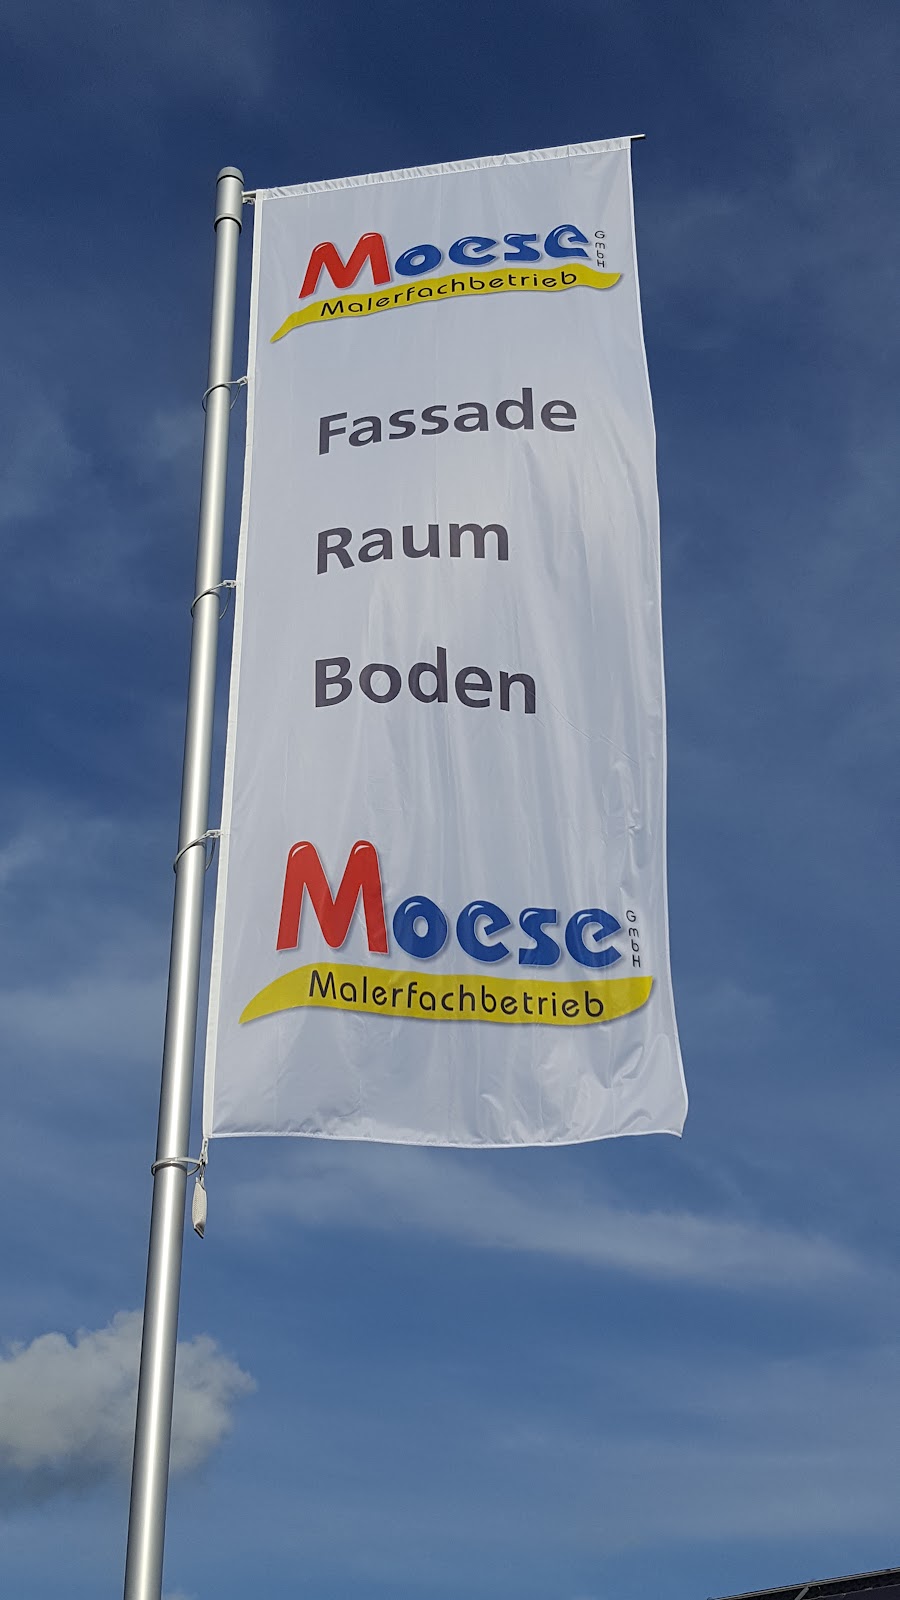 Moese GmbH
Malerfachbetrieb
Fassade
Raum
Boden
Moese GmbH
Malerfachbetrieb